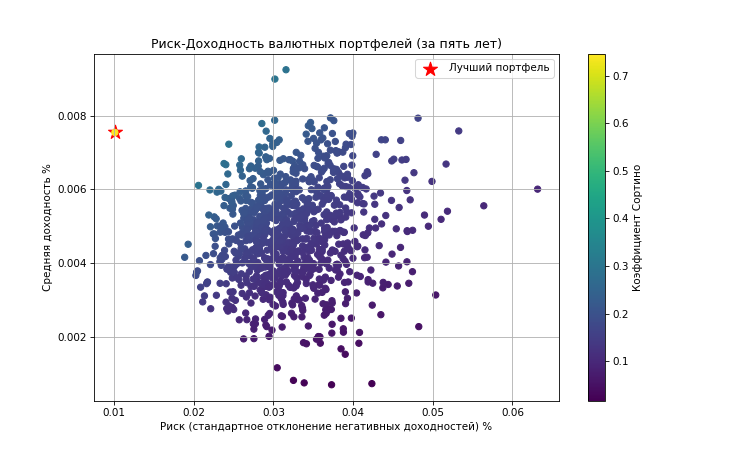 Риск-Доходность валютных портфелей (за пять лет)
Лучший портфель
Средняя доходность %
0.008
0.006
0.004
0.002
0.01 0.02 0.03 0.04 0.05 0.06
Риск (стандартное отклонение негативных доходностей) %
0.7
0.6
0.5
0.4
0.3
0.2
0.1
Коэффициент Сортино